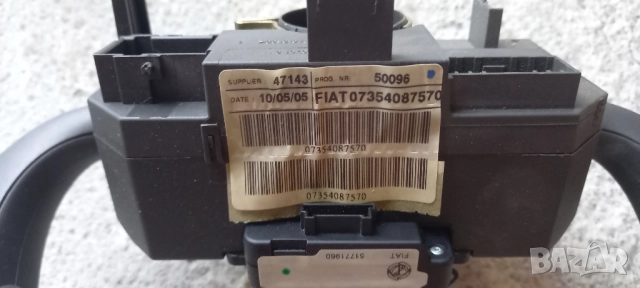 SUPPLIER 47143 PROG. NR. 50096
DATE: 10/05/05 FIAT 07354087570
07354087570
07354087570
FIAT 51771960
bazar